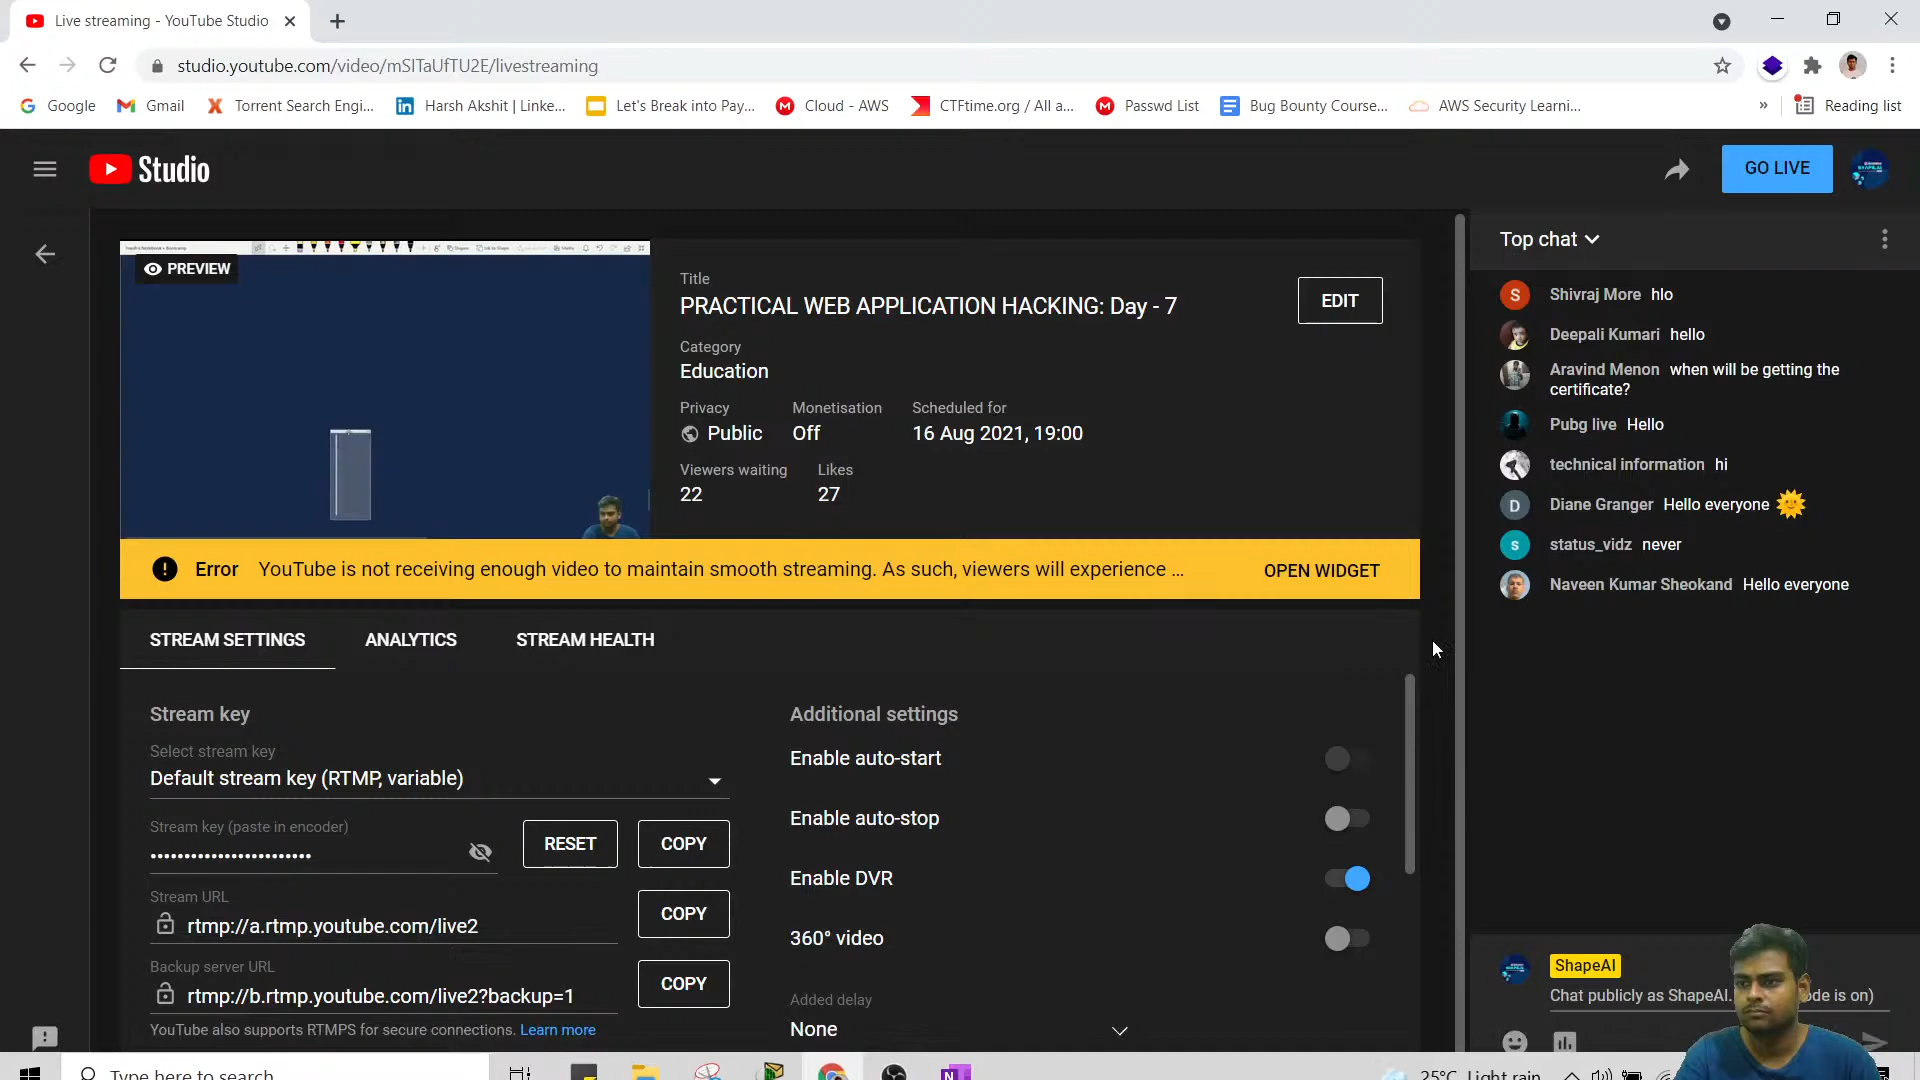 Live streaming - YouTube Studio
studio.youtube.com/video/mSITaUfTU2E/livestreaming
Google
Gmail
Torrent Search Engi...
Harsh Akshit | Linke...
Let's Break into Pay...
Cloud - AWS
CTFtime.org / All a...
Passwd List
Bug Bounty Course...
AWS Security Learni...
»
Reading list
Studio
GO LIVE
PREVIEW
Title
PRACTICAL WEB APPLICATION HACKING: Day - 7
EDIT
Category
Education
Privacy
Monetisation
Scheduled for
Public
Off
16 Aug 2021, 19:00
Viewers waiting
Likes
22
27
Error YouTube is not receiving enough video to maintain smooth streaming. As such, viewers will experience ...
OPEN WIDGET
STREAM SETTINGS
ANALYTICS
STREAM HEALTH
Stream key
Select stream key
Default stream key (RTMP, variable)
Stream key (paste in encoder)
••••••••••••••••••••••••
RESET
COPY
Stream URL
rtmp://a.rtmp.youtube.com/live2
COPY
Backup server URL
rtmp://b.rtmp.youtube.com/live2?backup=1
COPY
YouTube also supports RTMPS for secure connections. Learn more
Additional settings
Enable auto-start
Enable auto-stop
Enable DVR
360° video
Added delay
None
Top chat
S
Shivraj More hlo
Deepali Kumari hello
Aravind Menon when will be getting the
certificate?
Pubg live Hello
technical information hi
D
Diane Granger Hello everyone
s
status_vidz never
Naveen Kumar Sheokand Hello everyone
ShapeAI
Chat publicly as ShapeAI. ode is on)
Type here to search
25°C Light rain